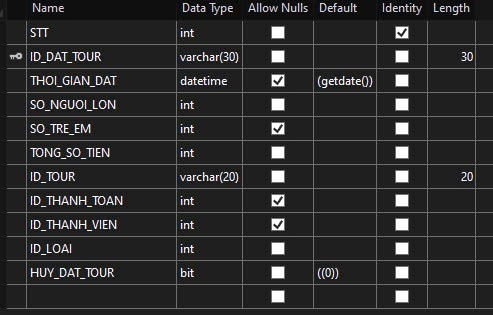 Name Data Type Allow Nulls Default Identity Length
STT int
ID_DAT_TOUR varchar(30) 30
THOI_GIAN_DAT datetime (getdate())
SO_NGUOI_LON int
SO_TRE_EM int
TONG_SO_TIEN int
ID_TOUR varchar(20) 20
ID_THANH_TOAN int
ID_THANH_VIEN int
ID_LOAI int
HUY_DAT_TOUR bit ((0))